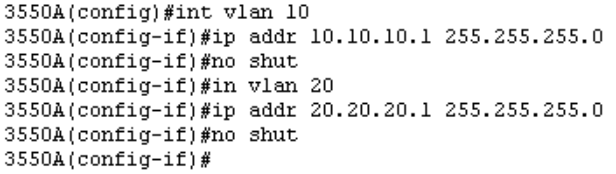 3550A(config)#int vlan 10
3550A(config-if)#ip addr 10.10.10.1 255.255.255.0
3550A(config-if)#no shut
3550A(config-if)#in vlan 20
3550A(config-if)#ip addr 20.20.20.1 255.255.255.0
3550A(config-if)#no shut
3550A(config-if)#